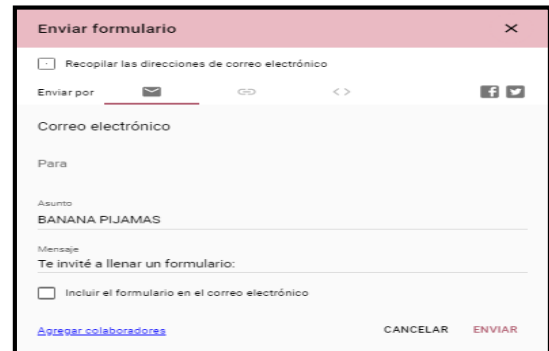 Enviar formulario
Recopilar las direcciones de correo electrónico
Enviar por
Correo electrónico
Para
Asunto
BANANA PIJAMAS
Mensaje
Te invité a llenar un formulario:
Incluir el formulario en el correo electrónico
Agregar colaboradores CANCELAR ENVIAR